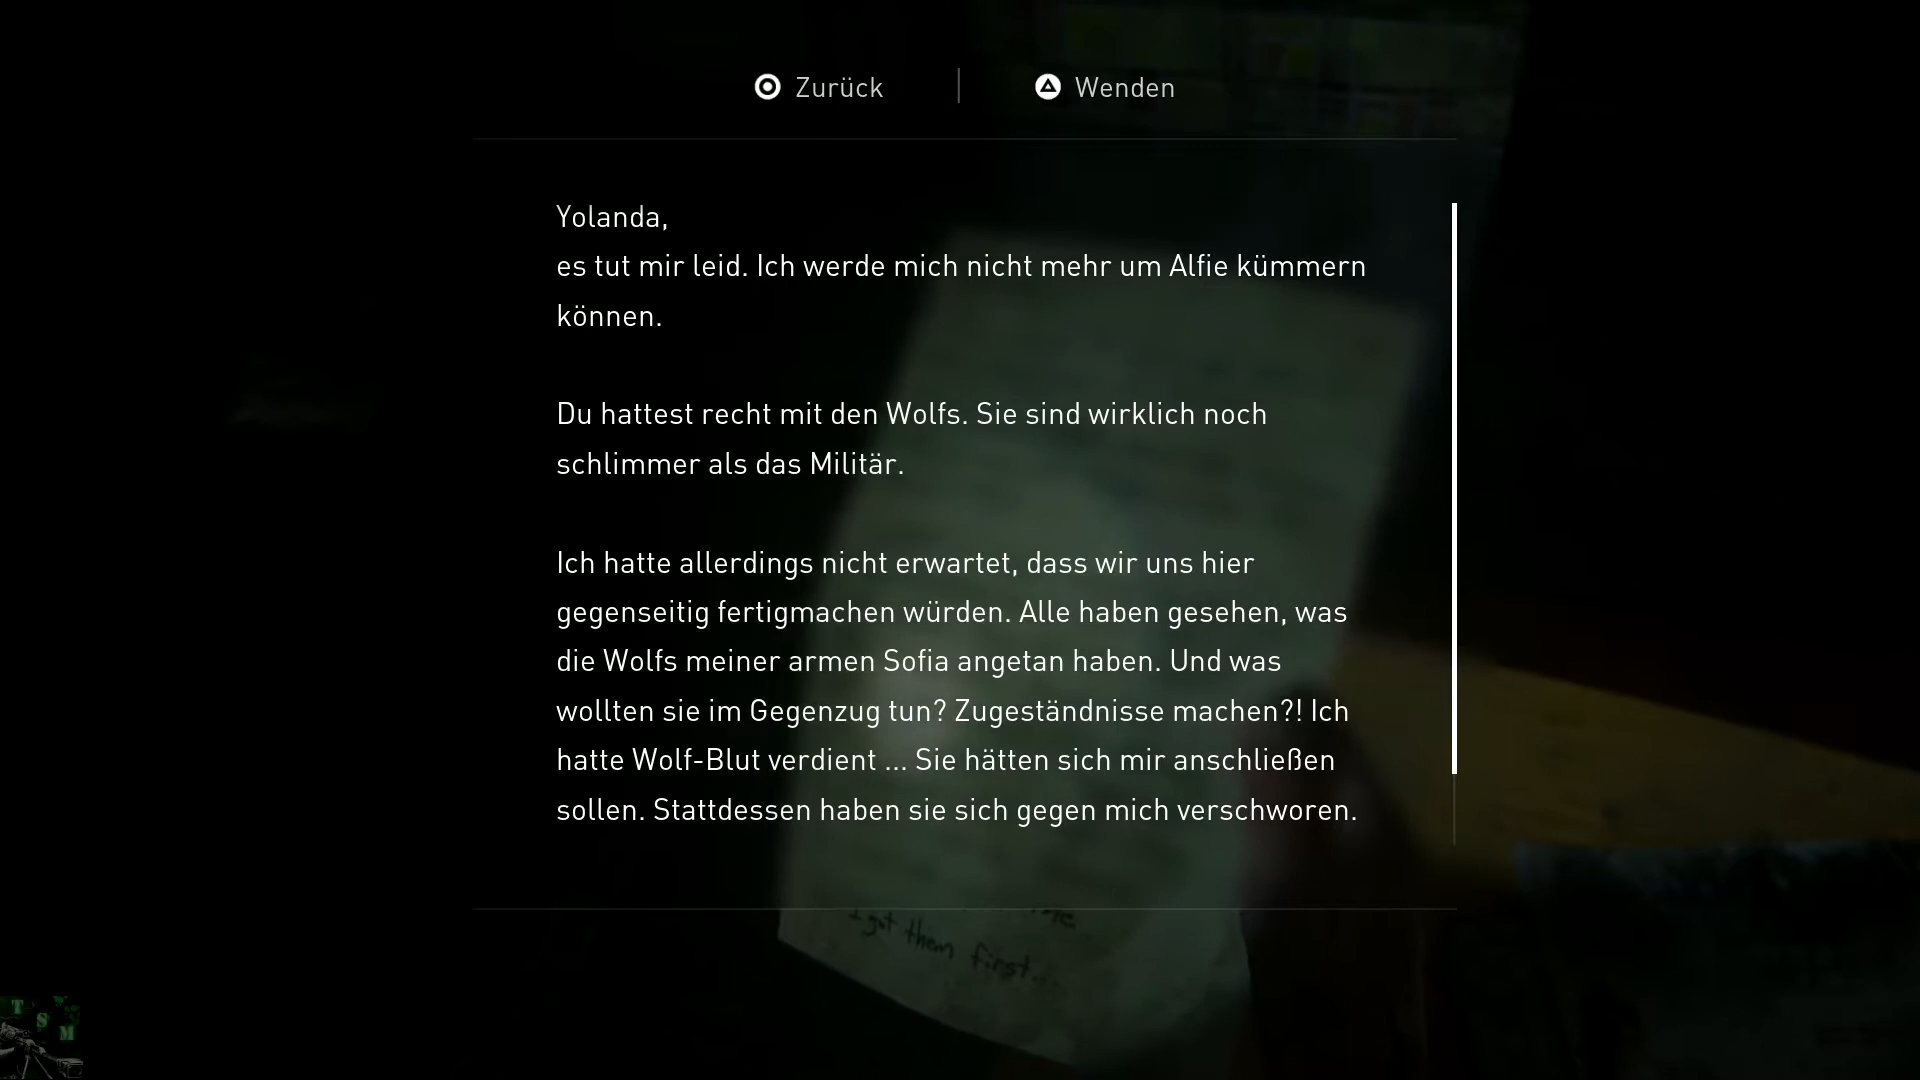 Zurück
Wenden
Yolanda,
es tut mir leid. Ich werde mich nicht mehr um Alfie kümmern
können.
Du hattest recht mit den Wolfs. Sie sind wirklich noch
schlimmer als das Militär.
Ich hatte allerdings nicht erwartet, dass wir uns hier
gegenseitig fertigmachen würden. Alle haben gesehen, was
die Wolfs meiner armen Sofia angetan haben. Und was
wollten sie im Gegenzug tun? Zugeständnisse machen?! Ich
hatte Wolf-Blut verdient ... Sie hätten sich mir anschließen
sollen. Stattdessen haben sie sich gegen mich verschworen.
I got them first...
T S M